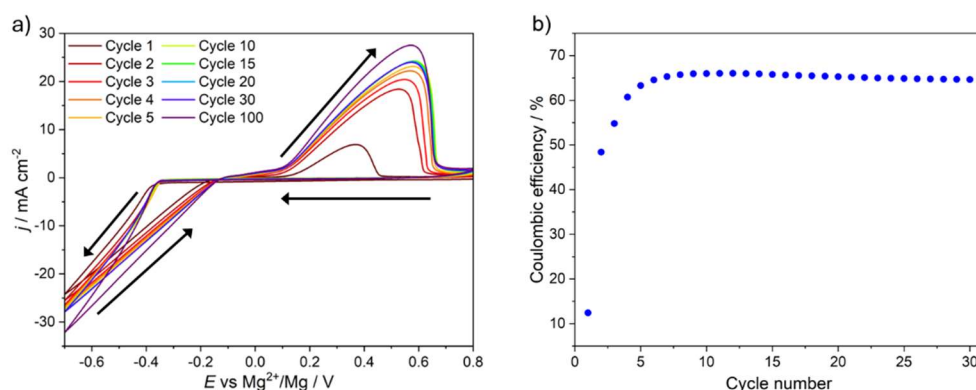 a)
30
20
10
0
-10
-20
-30
j / mA cm-2
Cycle 1
Cycle 2
Cycle 3
Cycle 4
Cycle 5
Cycle 10
Cycle 15
Cycle 20
Cycle 30
Cycle 100
-0.6 -0.4 -0.2 0.0 0.2 0.4 0.6 0.8
E vs Mg2+/Mg / V
b)
70
60
50
40
30
20
10
Coulombic efficiency / %
0 5 10 15 20 25 30
Cycle number